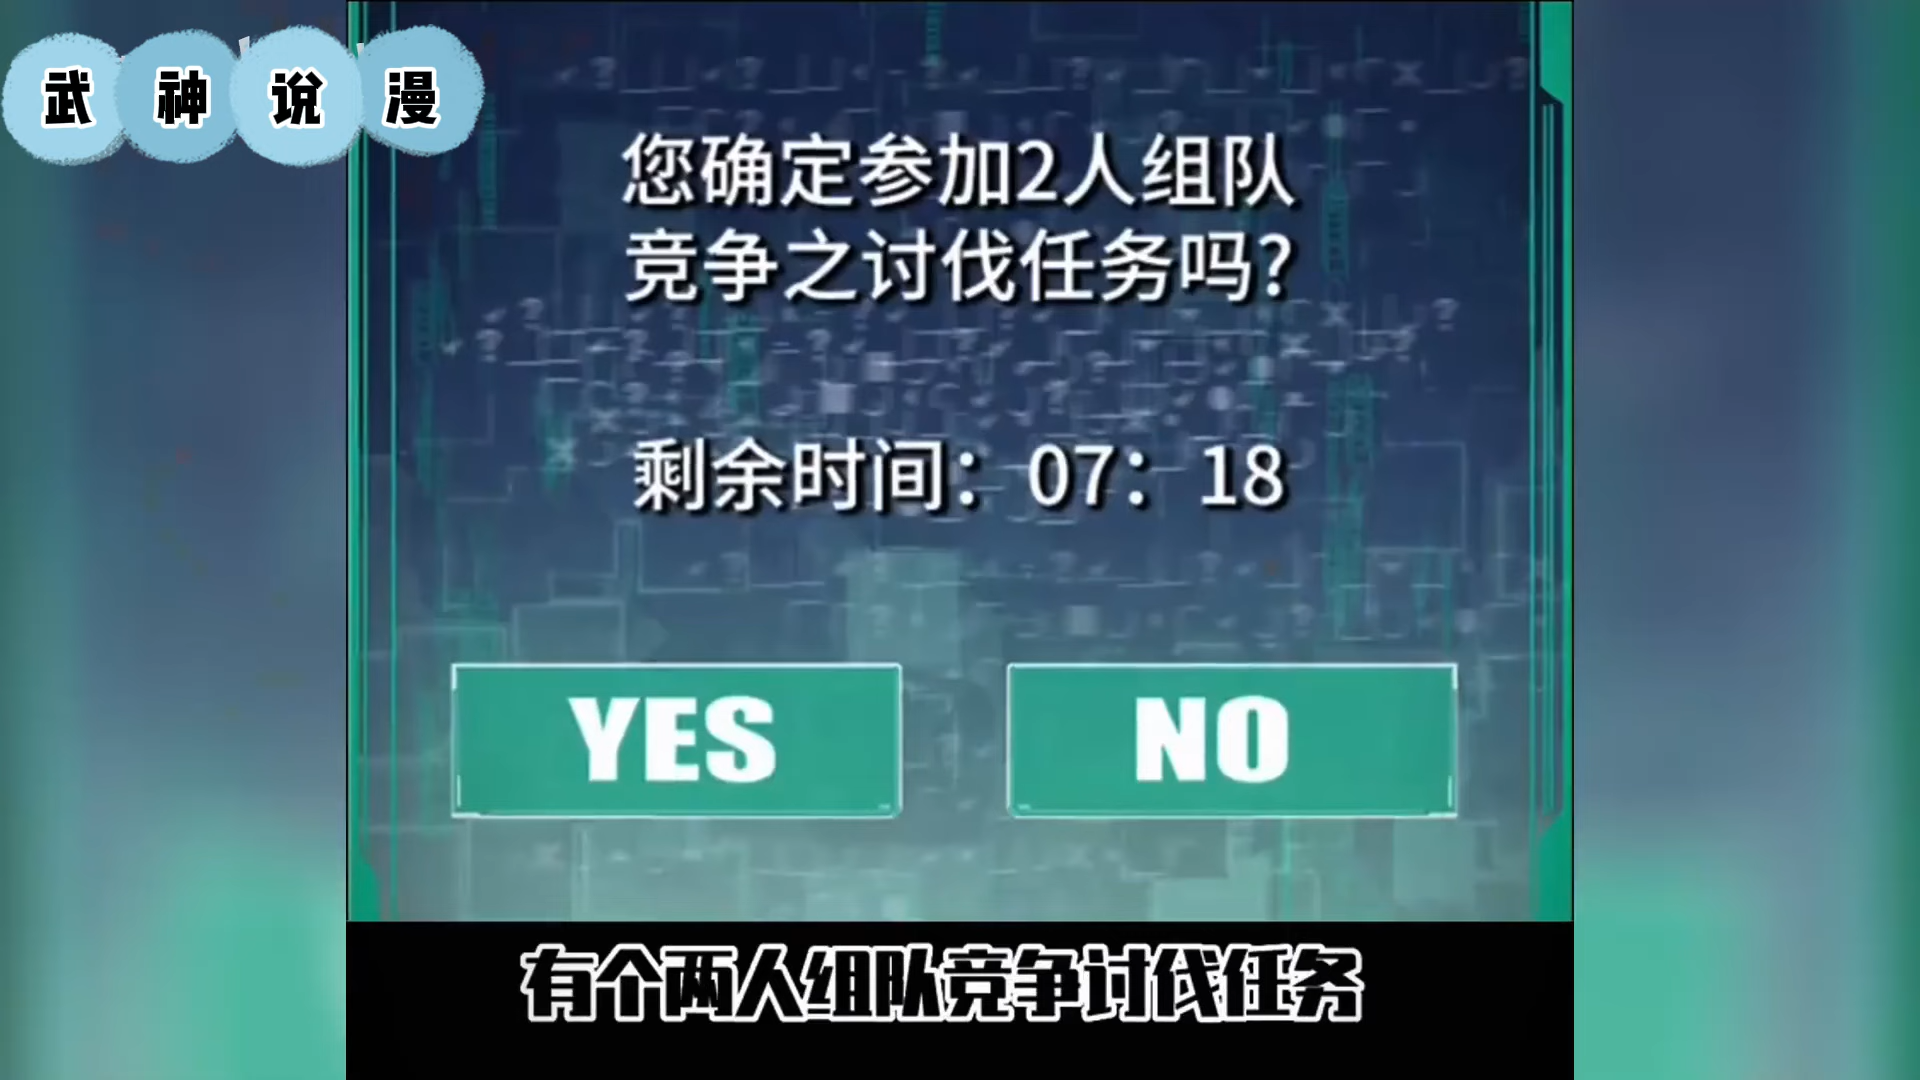 武神说漫
您确定参加2人组队
竞争之讨伐任务吗?
剩余时间：07：18
YES
NO
有个两人组队竞争讨伐任务